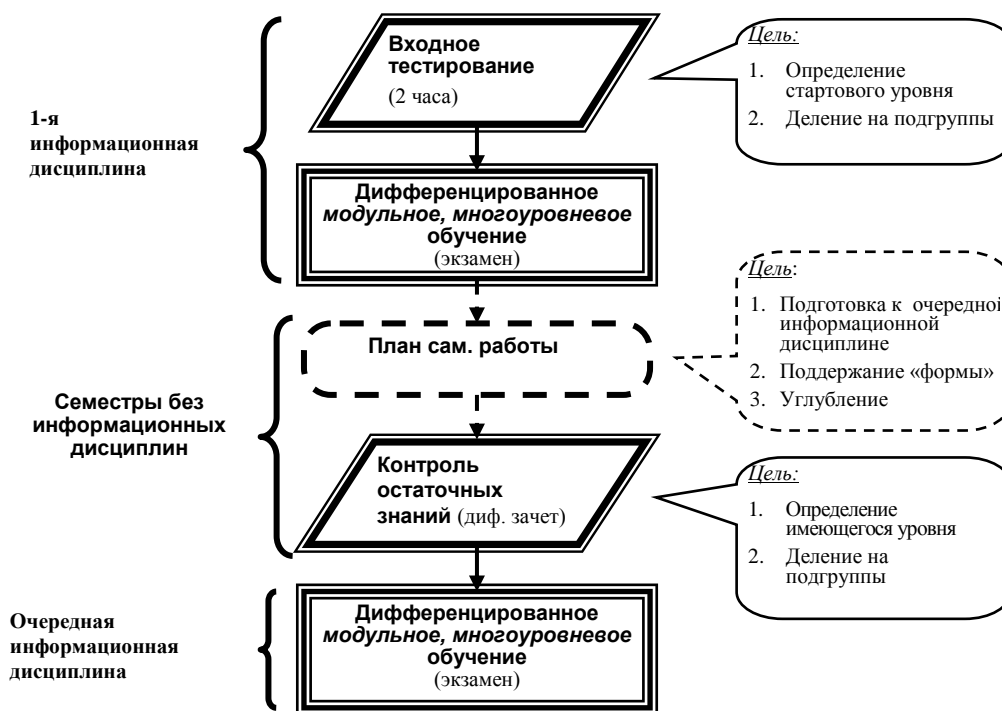 Входное
тестирование
(2 часа)
Цель:
1. Определение
стартового уровня
2. Деление на подгруппы
1-я
информационная
дисциплина
Дифференцированное
модульное, многоуровневое
обучение
(экзамен)
План сам. работы
Цель:
1. Подготовка к очередной
информационной
дисциплине
2. Поддержание «формы»
3. Углубление
Семестры без
информационных
дисциплин
Контроль
остаточных
знаний (диф. зачет)
Цель:
1. Определение
имеющегося уровня
2. Деление на
подгруппы
Очередная
информационная
дисциплина
Дифференцированное
модульное, многоуровневое
обучение
(экзамен)